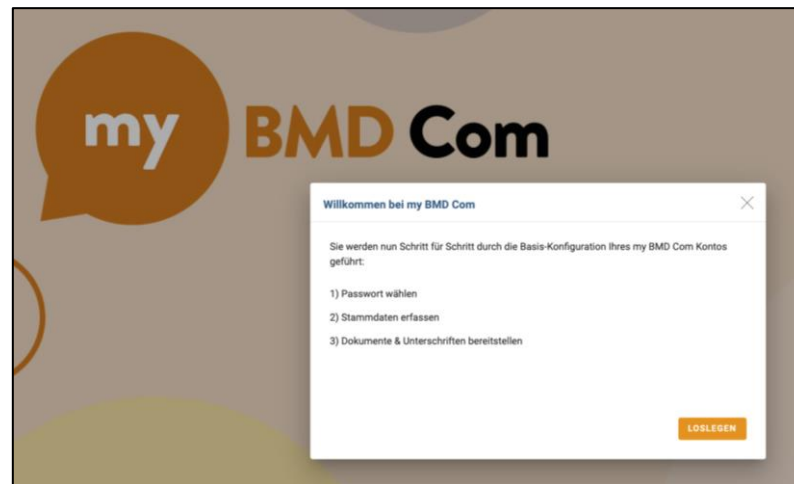 my BMD Com
Willkommen bei my BMD Com
Sie werden nun Schritt für Schritt durch die Basis-Konfiguration Ihres my BMD Com Kontos
geführt:
1) Passwort wählen
2) Stammdaten erfassen
3) Dokumente & Unterschriften bereitstellen
LOSLEGEN